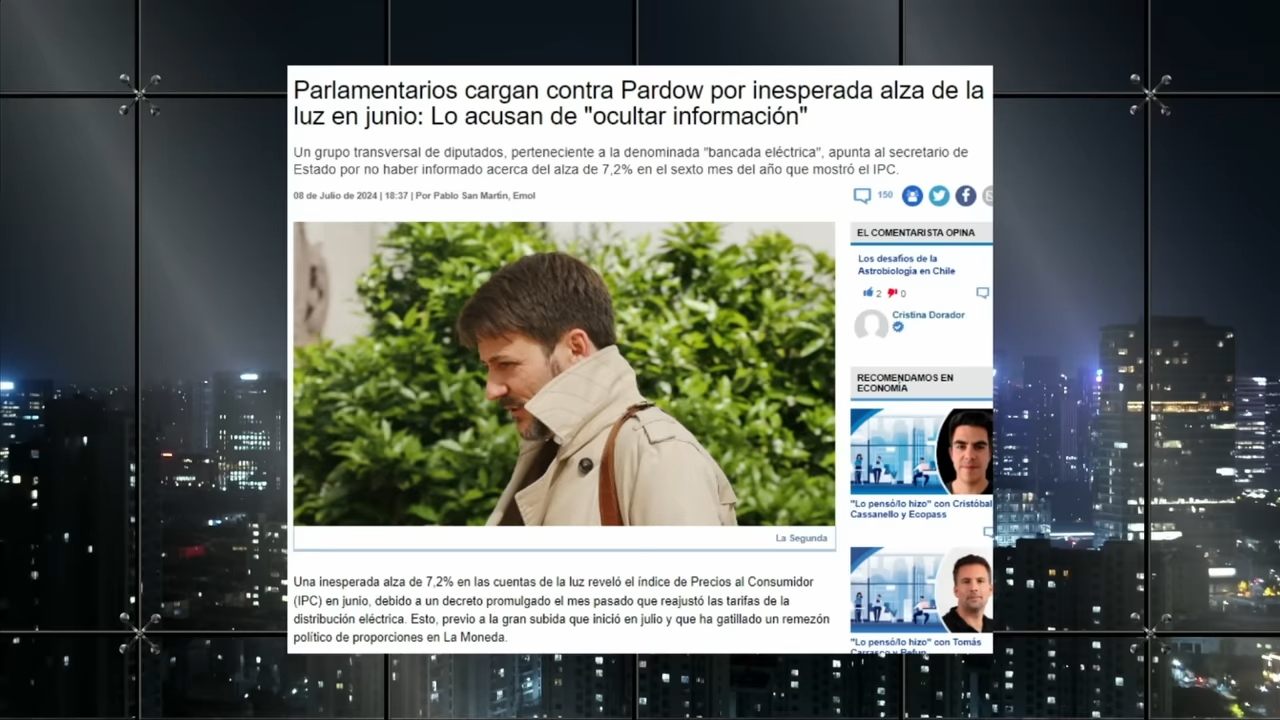 Parlamentarios cargan contra Pardow por inesperada alza de la
luz en junio: Lo acusan de "ocultar información"
Un grupo transversal de diputados, perteneciente a la denominada "bancada eléctrica", apunta al secretario de
Estado por no haber informado acerca del alza de 7,2% en el sexto mes del año que mostró el IPC.
08 de Julio de 2024 | 18:37 | Por Pablo San Martín, Emol
150
EL COMENTARISTA OPINA
Los desafíos de la
Astrobiología en Chile
2 0
Cristina Dorador
RECOMENDAMOS EN
ECONOMÍA
"Lo pensó/lo hizo" con Cristóbal
Cassanello y Ecopass
"Lo pensó/lo hizo" con Tomás
Carrasco y Befun
La Segunda
Una inesperada alza de 7,2% en las cuentas de la luz reveló el índice de Precios al Consumidor
(IPC) en junio, debido a un decreto promulgado el mes pasado que reajustó las tarifas de la
distribución eléctrica. Esto, previo a la gran subida que inició en julio y que ha gatillado un remezón
político de proporciones en La Moneda.